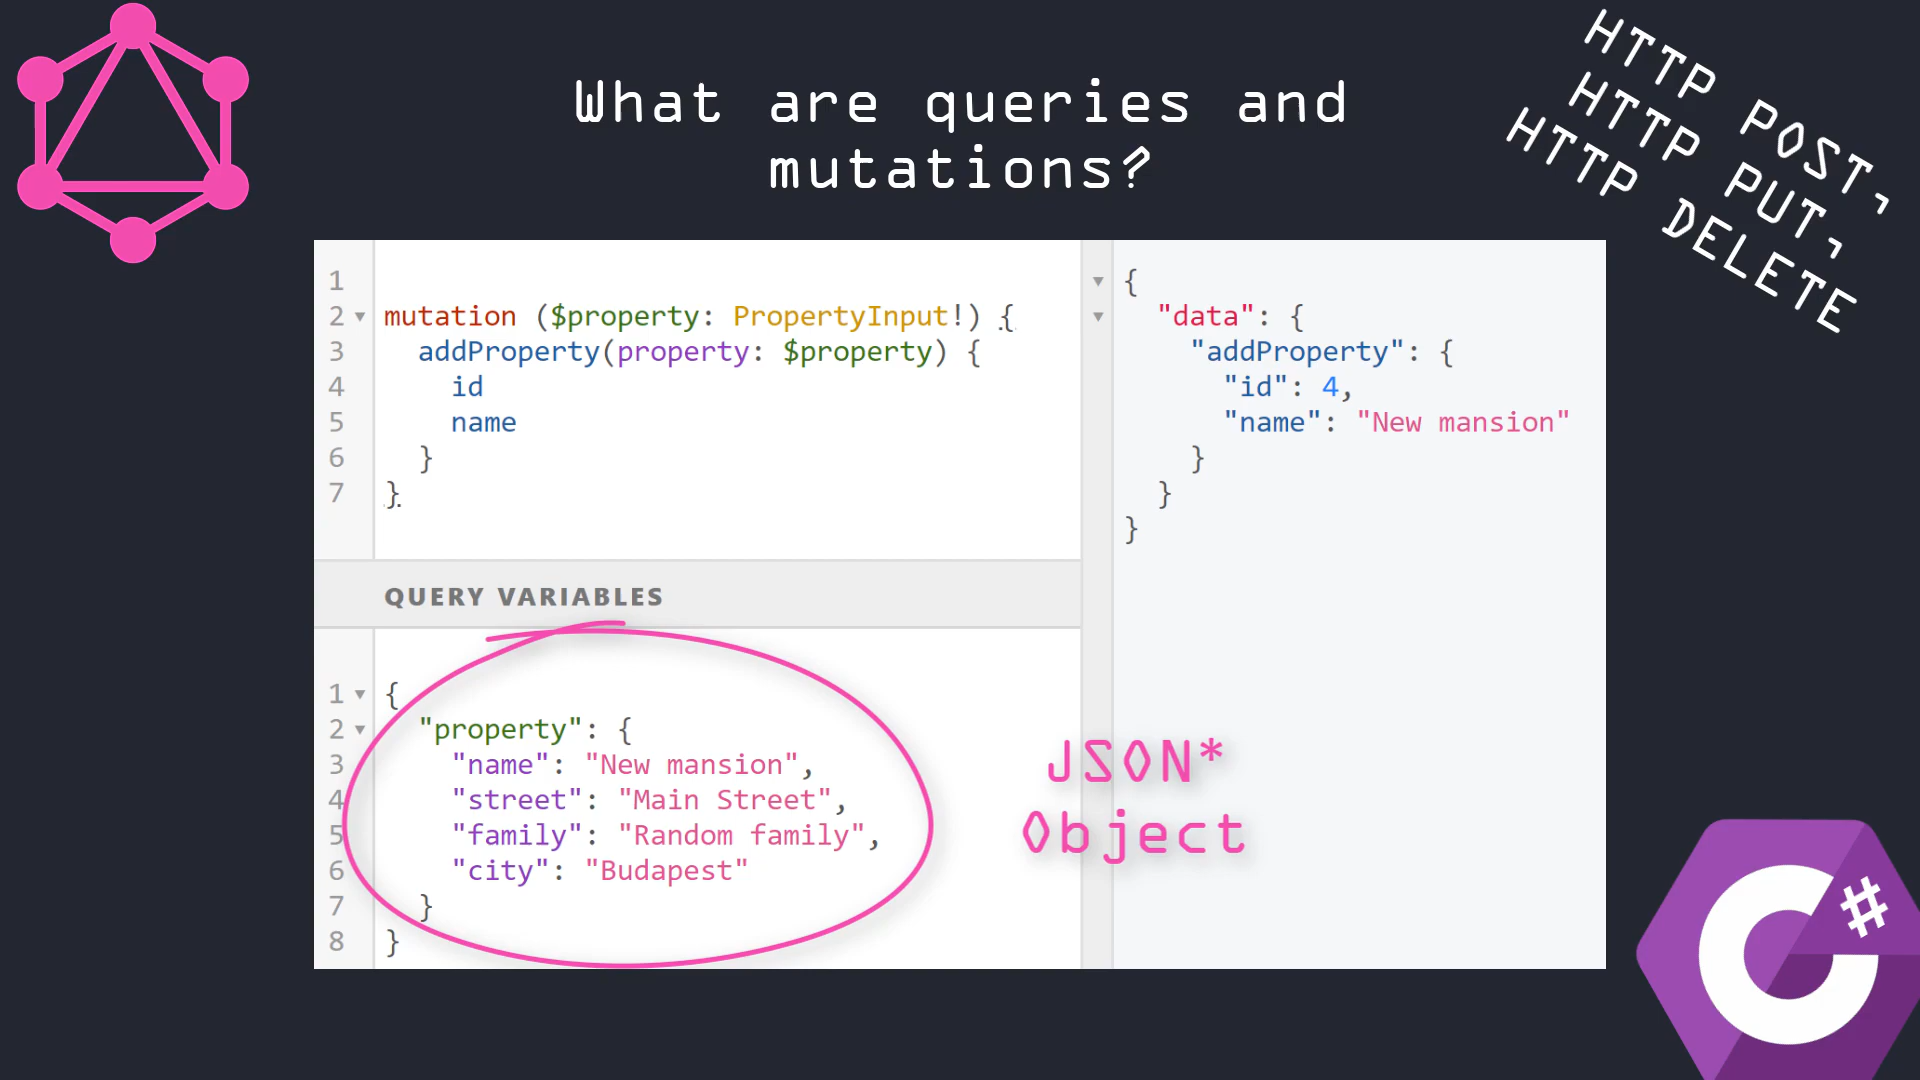 What are queries and
mutations?
HTTP POST,
HTTP PUT,
HTTP DELETE
1
2 mutation ($property: PropertyInput!) {
3 addProperty(property: $property) {
4 id
5 name
6 }
7 }
QUERY VARIABLES
1 {
2 "property": {
3 "name": "New mansion",
4 "street": "Main Street",
5 "family": "Random family",
6 "city": "Budapest"
7 }
8 }
{
"data": {
"addProperty": {
"id": 4,
"name": "New mansion"
}
}
}
JSON*
Object
C#